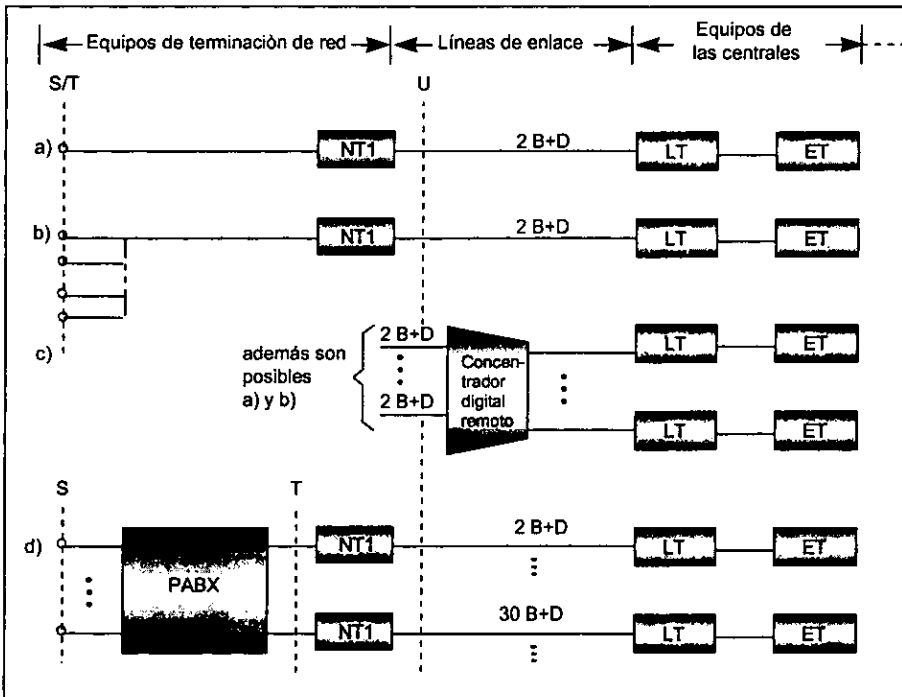 Equipos de terminación de red
Líneas de enlace
Equipos de
las centrales
S/T
U
a)
NT1
2 B+D
LT
ET
b)
NT1
2 B+D
LT
ET
c)
además son
posibles
a) y b)
2 B+D
2 B+D
Concen-
trador
digital
remoto
LT
ET
LT
ET
S
T
d)
PABX
NT1
2 B+D
LT
ET
NT1
30 B+D
LT
ET